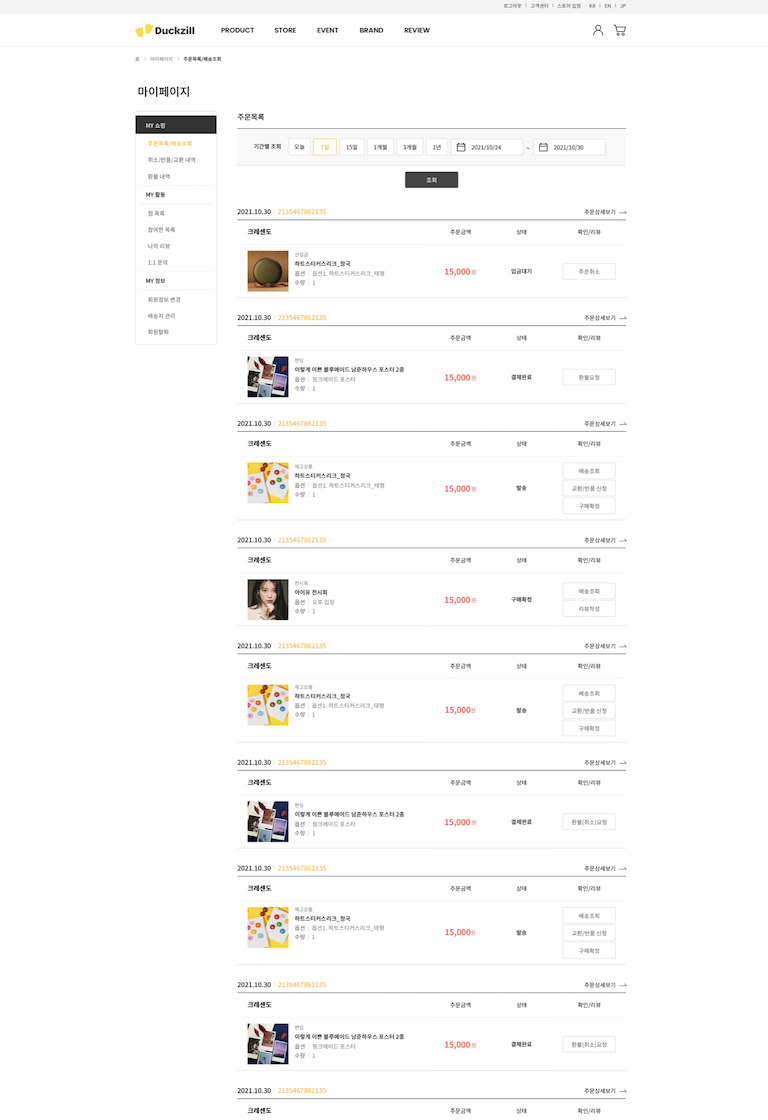 로그아웃 | 고객센터 | 스토어 입점 KR | EN | JP
Duckzill PRODUCT STORE EVENT BRAND REVIEW
홈 > 마이페이지 > 주문목록/배송조회
마이페이지
MY 쇼핑
주문목록/배송조회
취소/반품/교환 내역
환불 내역
MY 활동
찜 목록
참여한 목록
나의 리뷰
1:1 문의
MY 정보
회원정보 변경
배송지 관리
회원탈퇴
주문목록
기간별 조회 오늘 7일 15일 1개월 3개월 1년 2021/10/24 ~ 2021/10/30
조회
2021.10.30 | 2135467862135 주문상세보기
크레센도 주문금액 상태 확인/리뷰
선입금
하트스티커스리크_정국
옵션 | 옵션1. 하트스티커스리크_태형
수량 | 1
15,000원 입금대기 주문취소
2021.10.30 | 2135467862135 주문상세보기
크레센도 주문금액 상태 확인/리뷰
펀딩
이렇게 이쁜 블루에이드 남준하우스 포스터 2종
옵션 | 핑크에이드 포스터
수량 | 1
15,000원 결제완료 환불요청
2021.10.30 | 2135467862135 주문상세보기
크레센도 주문금액 상태 확인/리뷰
재고상품
하트스티커스리크_정국
옵션 | 옵션1. 하트스티커스리크_태형
수량 | 1
15,000원 발송 배송조회
교환/반품 신청
구매확정
2021.10.30 | 2135467862135 주문상세보기
크레센도 주문금액 상태 확인/리뷰
전시회
아이유 전시회
옵션 | 오후 입장
수량 | 1
15,000원 구매확정 배송조회
리뷰작성
2021.10.30 | 2135467862135 주문상세보기
크레센도 주문금액 상태 확인/리뷰
재고상품
하트스티커스리크_정국
옵션 | 옵션1. 하트스티커스리크_태형
수량 | 1
15,000원 발송 배송조회
교환/반품 신청
구매확정
2021.10.30 | 2135467862135 주문상세보기
크레센도 주문금액 상태 확인/리뷰
펀딩
이렇게 이쁜 블루에이드 남준하우스 포스터 2종
옵션 | 핑크에이드 포스터
수량 | 1
15,000원 결제완료 환불(취소)요청
2021.10.30 | 2135467862135 주문상세보기
크레센도 주문금액 상태 확인/리뷰
재고상품
하트스티커스리크_정국
옵션 | 옵션1. 하트스티커스리크_태형
수량 | 1
15,000원 발송 배송조회
교환/반품 신청
구매확정
2021.10.30 | 2135467862135 주문상세보기
크레센도 주문금액 상태 확인/리뷰
펀딩
이렇게 이쁜 블루에이드 남준하우스 포스터 2종
옵션 | 핑크에이드 포스터
수량 | 1
15,000원 결제완료 환불(취소)요청
2021.10.30 | 2135467862135 주문상세보기
크레센도 주문금액 상태 확인/리뷰